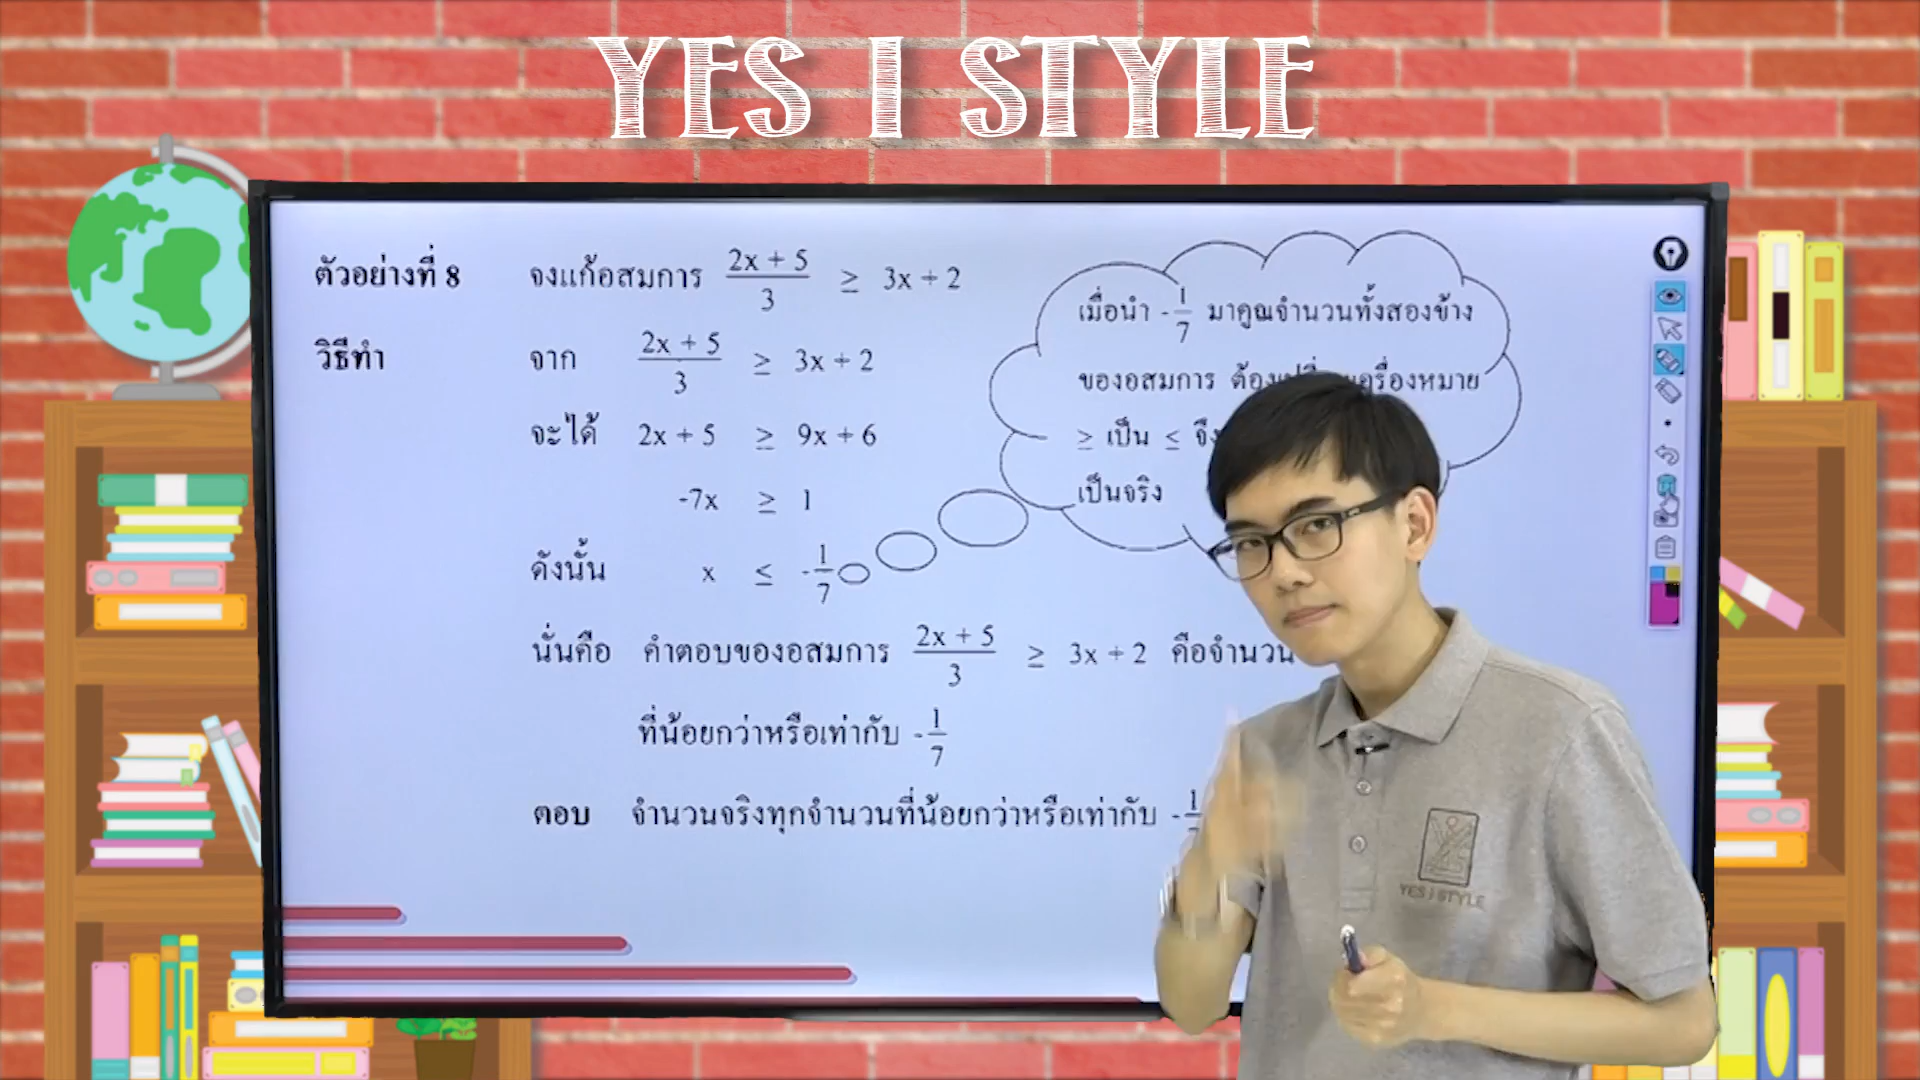 YES I STYLE
ตัวอย่างที่ 8 จงแก้อสมการ (2x + 5)/3 ≥ 3x + 2
วิธีทำ จาก (2x + 5)/3 ≥ 3x + 2
จะได้ 2x + 5 ≥ 9x + 6
-7x ≥ 1
ดังนั้น x ≤ -1/7
นั่นคือ คำตอบของอสมการ (2x + 5)/3 ≥ 3x + 2 คือจำนวน
ที่น้อยกว่าหรือเท่ากับ -1/7
ตอบ จำนวนจริงทุกจำนวนที่น้อยกว่าหรือเท่ากับ -1
เมื่อนำ -1/7 มาคูณจำนวนทั้งสองข้าง
ของอสมการ
≥ เป็น ≤ จึง
เป็นจริง
YES I STYLE